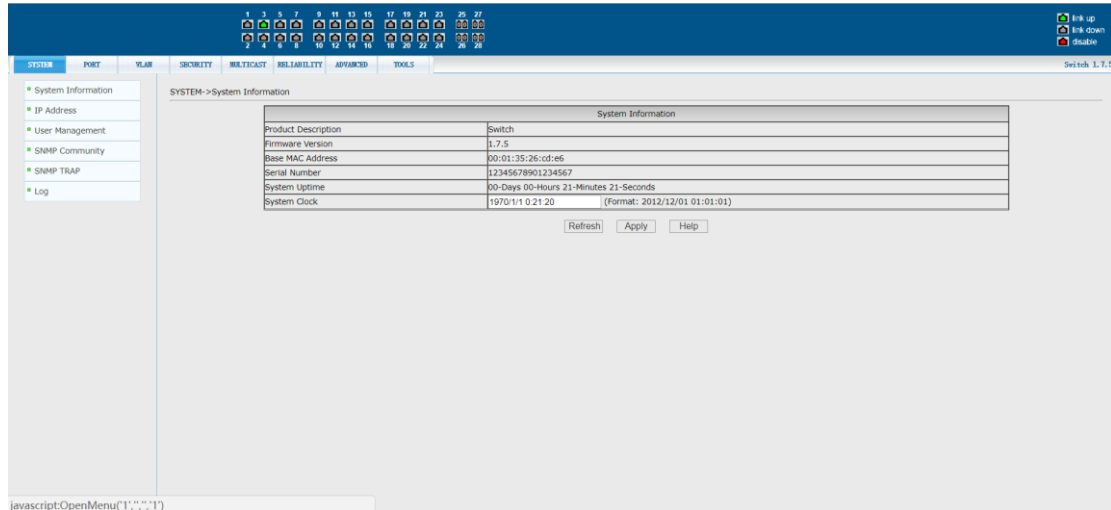 1 3 5 7 9 11 13 15 17 19 21 23 25 27
2 4 6 8 10 12 14 16 18 20 22 24 26 28
link up
link down
disable
SYSTEM PORT VLAN SECURITY MULTICAST RELIABILITY ADVANCED TOOLS Switch 1.7.5
System Information
IP Address
User Management
SNMP Community
SNMP TRAP
Log
SYSTEM->System Information
System Information
Product Description Switch
Firmware Version 1.7.5
Base MAC Address 00:01:35:26:cd:e6
Serial Number 12345678901234567
System Uptime 00-Days 00-Hours 21-Minutes 21-Seconds
System Clock 1970/1/1 0:21:20 (Format: 2012/12/01 01:01:01)
Refresh Apply Help
javascript:OpenMenu('1','','','1')